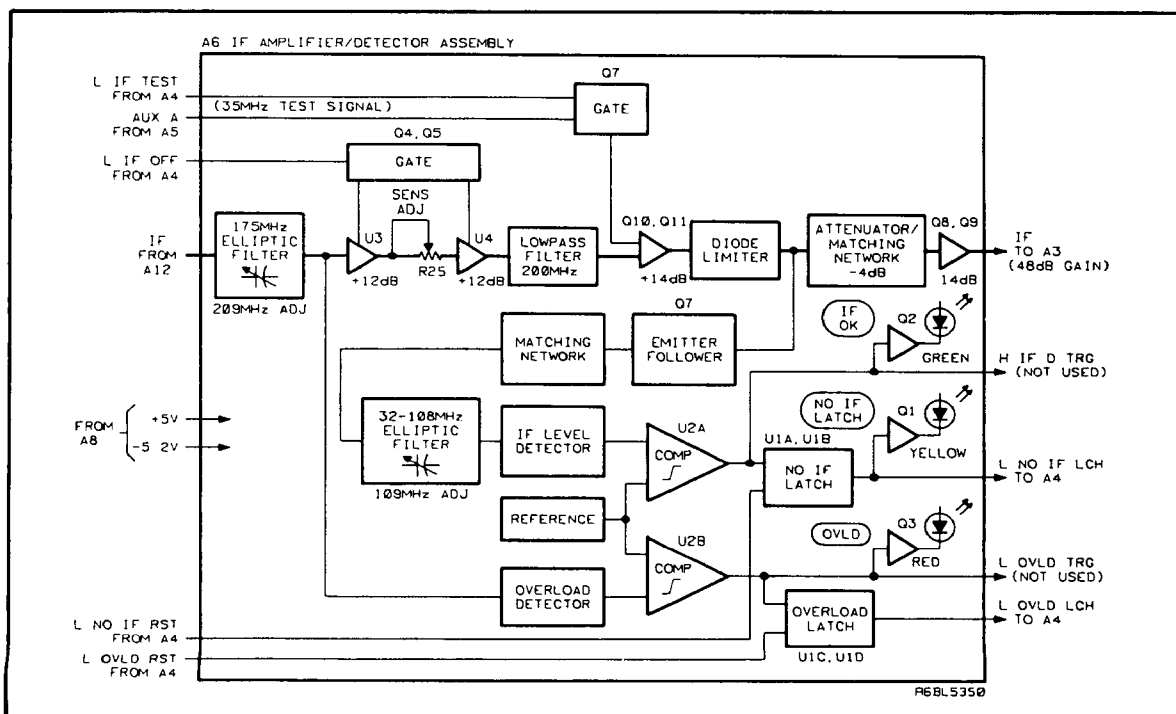 A6 IF AMPLIFIER/DETECTOR ASSEMBLY
L IF TEST
FROM A4
(35MHz TEST SIGNAL)
AUX A
FROM A5
Q7
GATE
L IF OFF
FROM A4
Q4, Q5
GATE
SENS
ADJ
IF
FROM
A12
175MHz
ELLIPTIC
FILTER
209MHz ADJ
U3
+12dB
R25
U4
+12dB
LOWPASS
FILTER
200MHz
Q10, Q11
+14dB
DIODE
LIMITER
ATTENUATOR/
MATCHING
NETWORK
-4dB
Q8, Q9
14dB
IF
TO A3
(48dB GAIN)
MATCHING
NETWORK
Q7
EMITTER
FOLLOWER
IF
OK
Q2
GREEN
H IF D TRG
(NOT USED)
FROM
A8
+5V
-5 2V
32-108MHz
ELLIPTIC
FILTER
109MHz ADJ
IF LEVEL
DETECTOR
U2A
COMP
NO IF
LATCH
U1A, U1B
NO IF
LATCH
Q1
YELLOW
L NO IF LCH
TO A4
REFERENCE
U2B
COMP
OVLD
Q3
RED
L OVLD TRG
(NOT USED)
OVERLOAD
DETECTOR
L NO IF RST
FROM A4
L OVLD RST
FROM A4
OVERLOAD
LATCH
U1C, U1D
L OVLD LCH
TO A4
A6BL5350